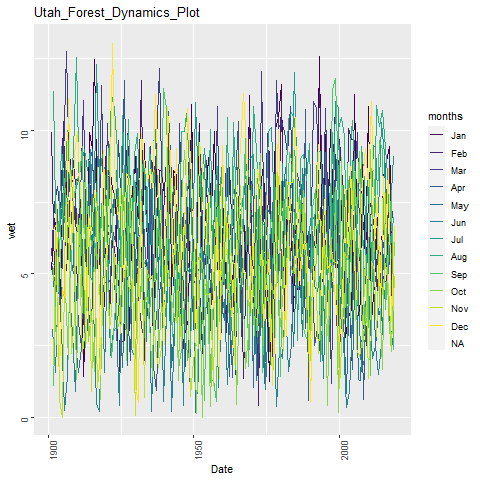 Utah_Forest_Dynamics_Plot
wet
10
5
0
1900
1950
2000
Date
months
Jan
Feb
Mar
Apr
May
Jun
Jul
Aug
Sep
Oct
Nov
Dec
NA